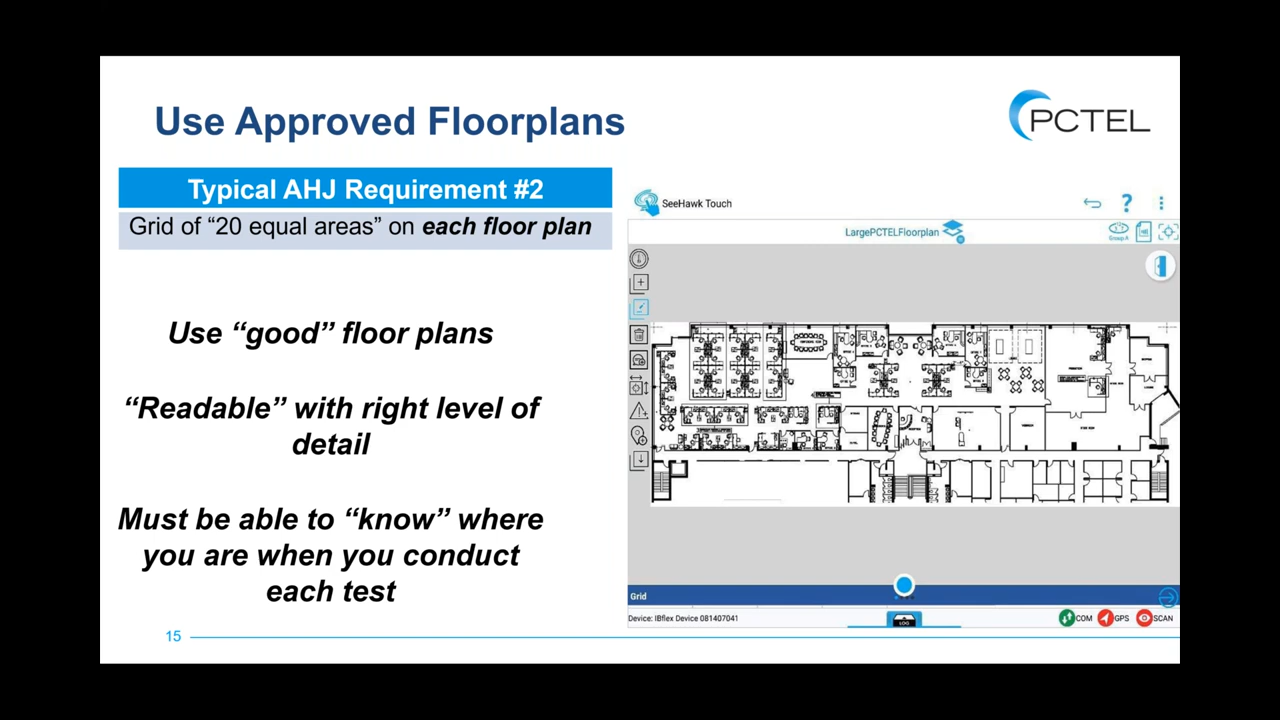 Use Approved Floorplans
PCTEL
Typical AHJ Requirement #2
Grid of “20 equal areas” on each floor plan
Use “good” floor plans
“Readable” with right level of
detail
Must be able to “know” where
you are when you conduct
each test
15
SeeHawk Touch
?
LargePCTELFloorplan
Group A
Grid
Device: IBflex Device 081407041
LOG
COM
GPS
SCAN